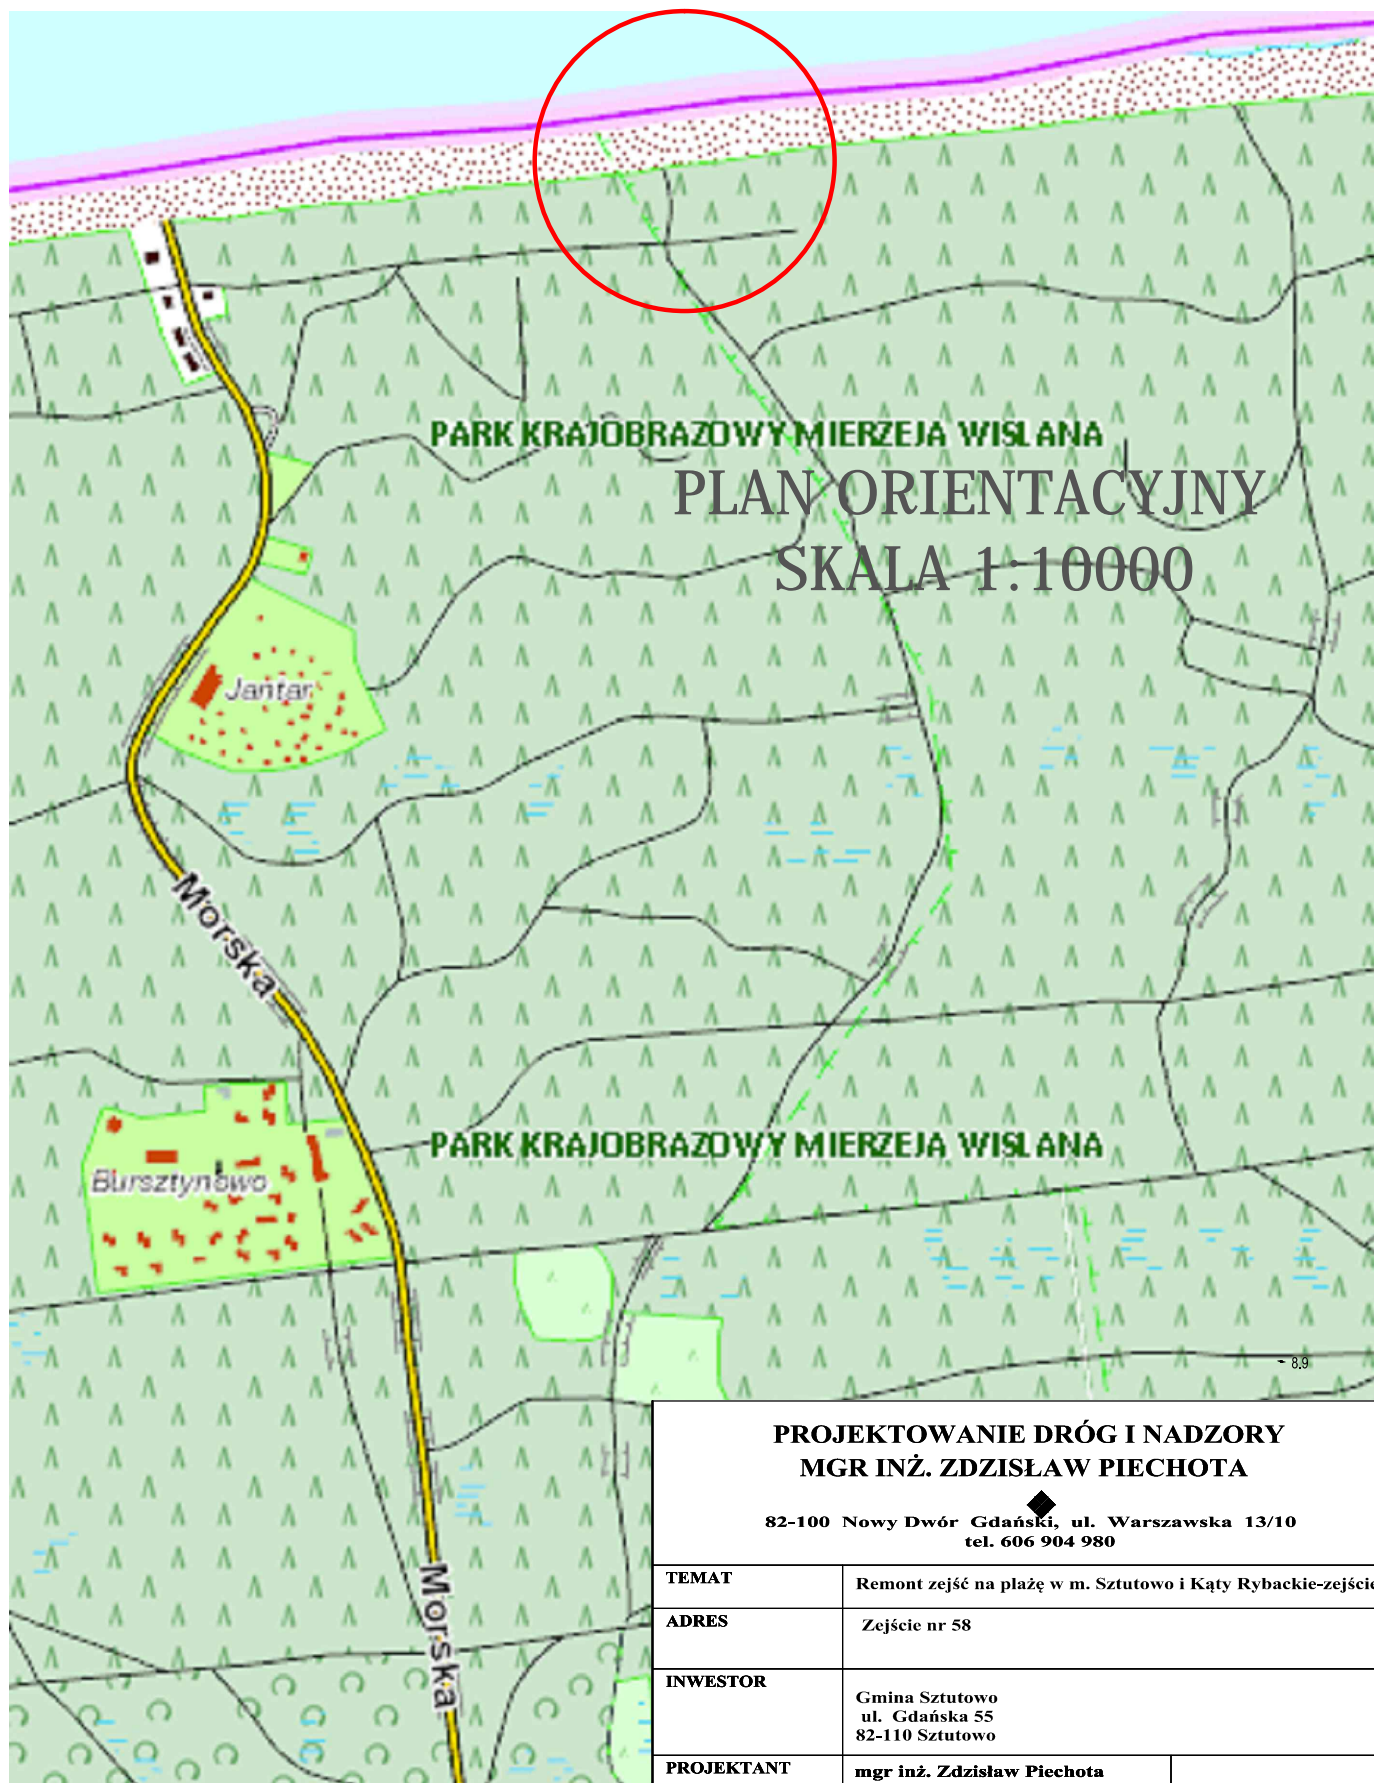 PARK KRAJOBRAZOWY MIERZEJA WISLANA
PLAN ORIENTACYJNY
SKALA 1:10000
Jantar
Morska
PARK KRAJOBRAZOWY MIERZEJA WISLANA
Bursztynowo
8.9
Morska
PROJEKTOWANIE DRÓG I NADZORY
MGR INŻ. ZDZISŁAW PIECHOTA
82-100 Nowy Dwór Gdański, ul. Warszawska 13/10
tel. 606 904 980
TEMAT
Remont zejść na plażę w m. Sztutowo i Kąty Rybackie-zejście
ADRES
Zejście nr 58
INWESTOR
Gmina Sztutowo
ul. Gdańska 55
82-110 Sztutowo
PROJEKTANT
mgr inż. Zdzisław Piechota